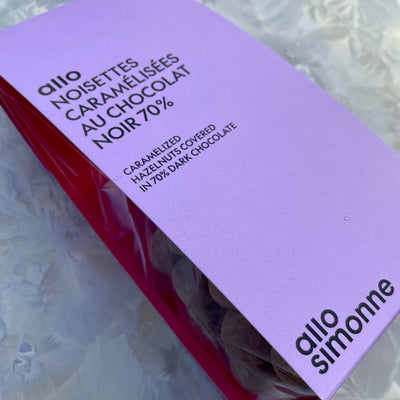 allo
NOISETTES
CARAMÉLISÉES
AU CHOCOLAT
NOIR 70%
CARAMELIZED
HAZELNUTS COVERED
IN 70% DARK CHOCOLATE
allo
simonne